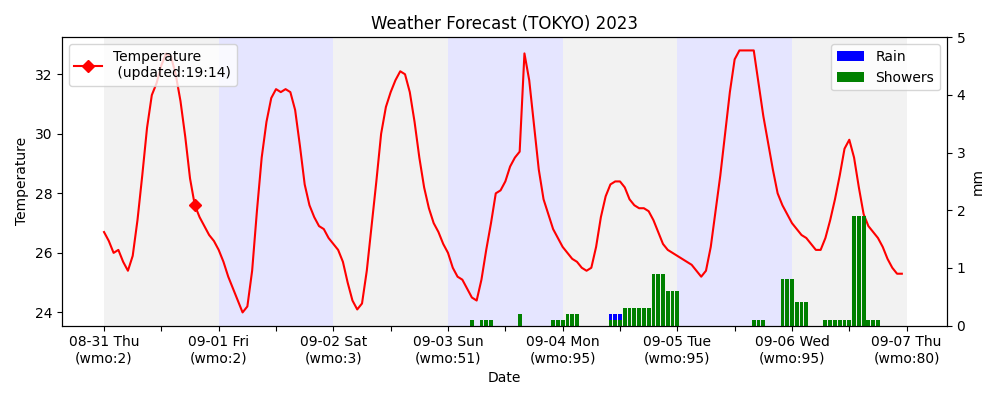 Weather Forecast (TOKYO) 2023
Temperature
(updated:19:14)
Rain
Showers
Temperature
32
30
28
26
24
5
4
3
2
1
0
mm
08-31 Thu 09-01 Fri 09-02 Sat 09-03 Sun 09-04 Mon 09-05 Tue 09-06 Wed 09-07 Thu
(wmo:2) (wmo:2) (wmo:3) (wmo:51) (wmo:95) (wmo:95) (wmo:95) (wmo:80)
Date